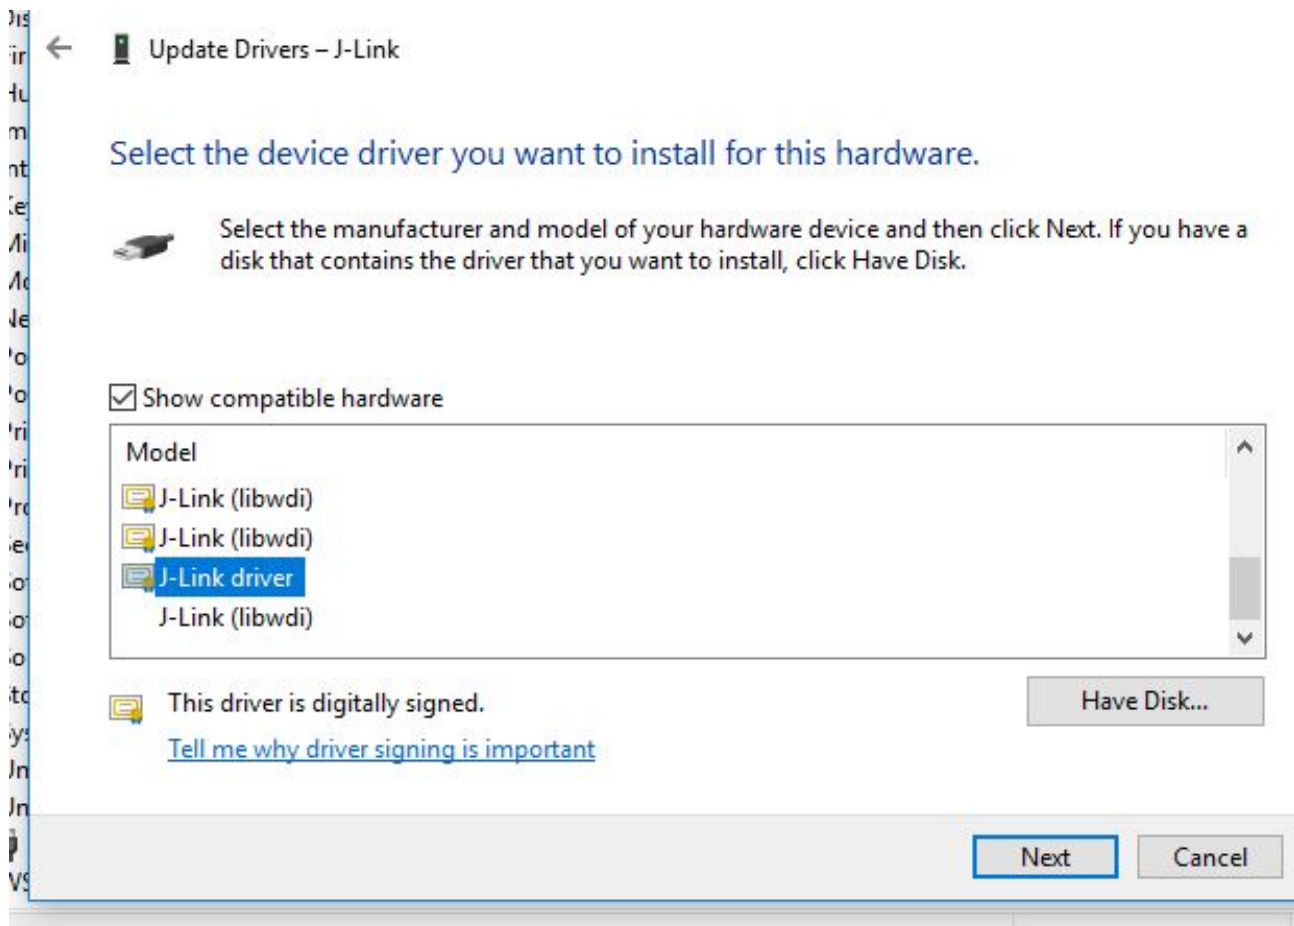 Update Drivers – J-Link
Select the device driver you want to install for this hardware.
Select the manufacturer and model of your hardware device and then click Next. If you have a
disk that contains the driver that you want to install, click Have Disk.
Show compatible hardware
Model
J-Link (libwdi)
J-Link (libwdi)
J-Link driver
J-Link (libwdi)
This driver is digitally signed.
Have Disk...
Tell me why driver signing is important
Next
Cancel